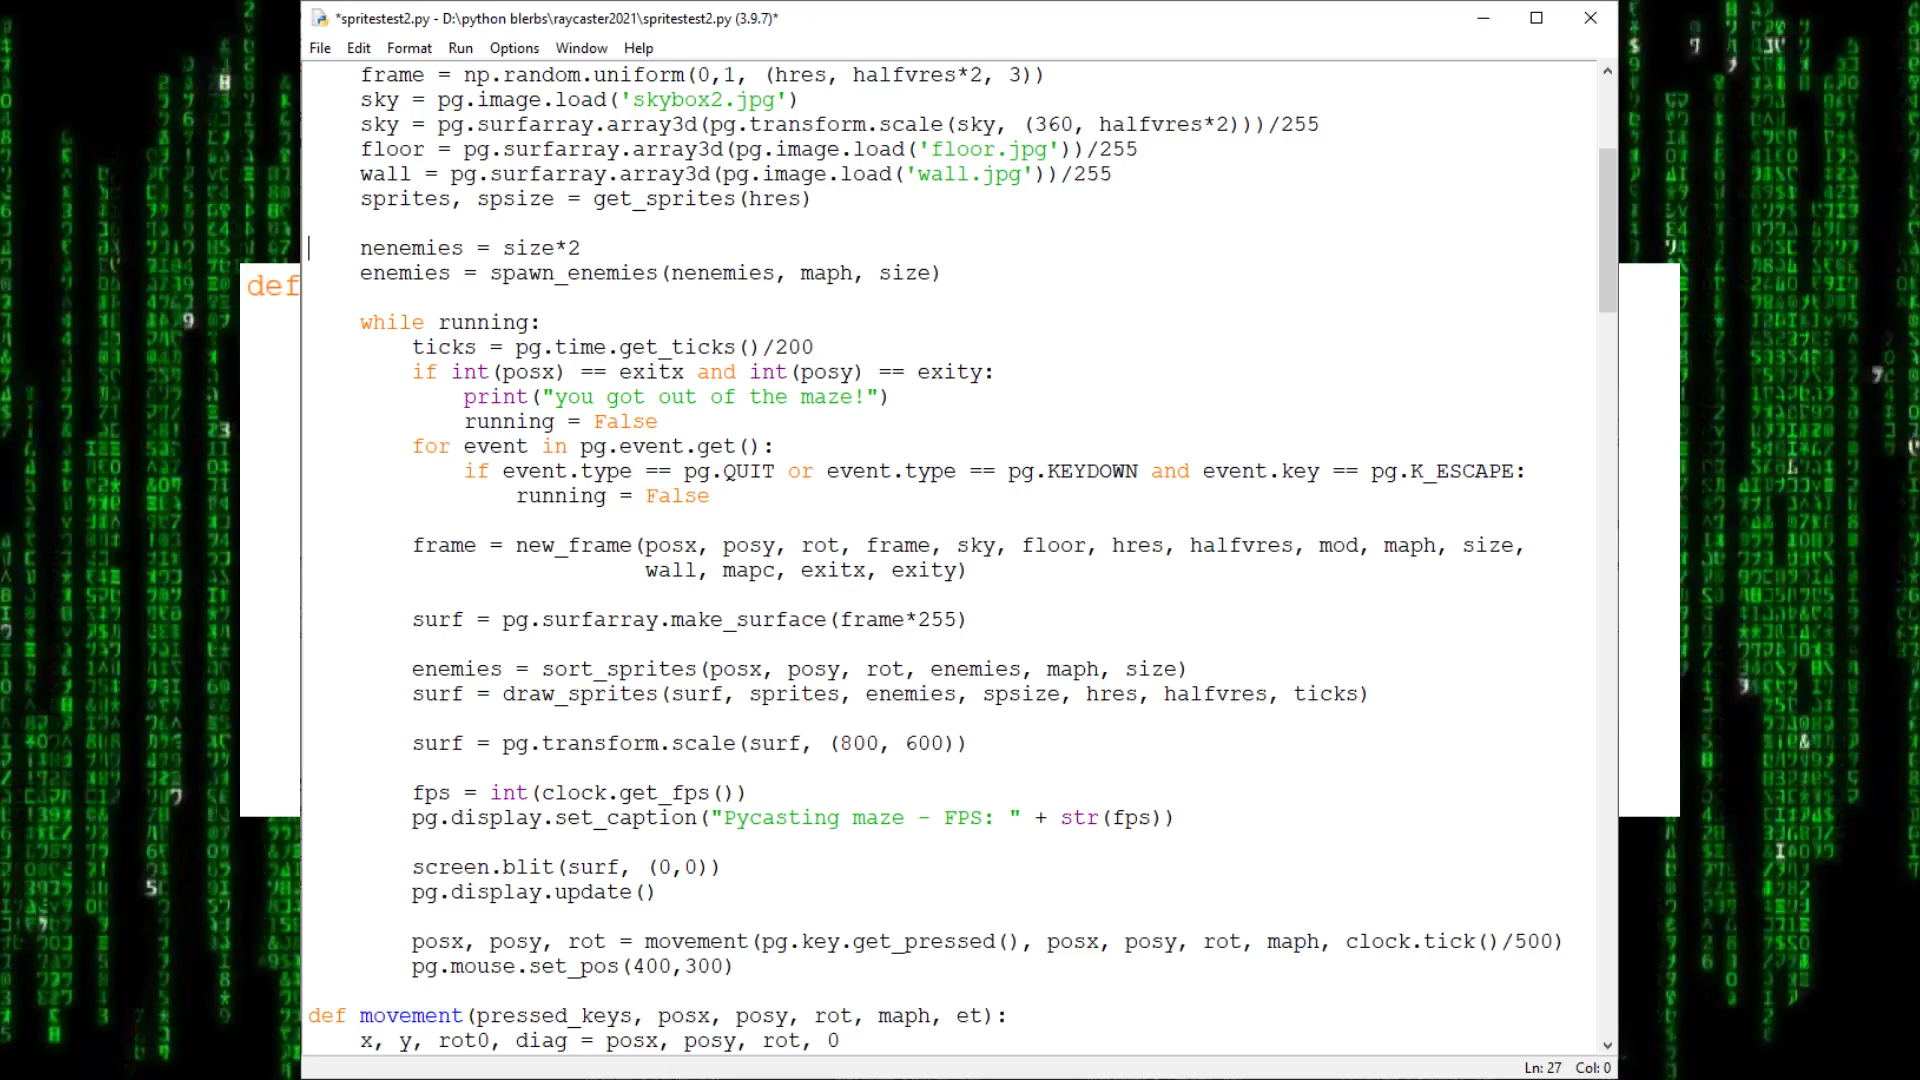 *spritestest2.py - D:\python blerbs\raycaster2021\spritestest2.py (3.9.7)*
File Edit Format Run Options Window Help
frame = np.random.uniform(0,1, (hres, halfvres*2, 3))
sky = pg.image.load('skybox2.jpg')
sky = pg.surfarray.array3d(pg.transform.scale(sky, (360, halfvres*2)))/255
floor = pg.surfarray.array3d(pg.image.load('floor.jpg'))/255
wall = pg.surfarray.array3d(pg.image.load('wall.jpg'))/255
sprites, spsize = get_sprites(hres)
nenemies = size*2
enemies = spawn_enemies(nenemies, maph, size)
def
while running:
ticks = pg.time.get_ticks()/200
if int(posx) == exitx and int(posy) == exity:
print("you got out of the maze!")
running = False
for event in pg.event.get():
if event.type == pg.QUIT or event.type == pg.KEYDOWN and event.key == pg.K_ESCAPE:
running = False
frame = new_frame(posx, posy, rot, frame, sky, floor, hres, halfvres, mod, maph, size,
wall, mapc, exitx, exity)
surf = pg.surfarray.make_surface(frame*255)
enemies = sort_sprites(posx, posy, rot, enemies, maph, size)
surf = draw_sprites(surf, sprites, enemies, spsize, hres, halfvres, ticks)
surf = pg.transform.scale(surf, (800, 600))
fps = int(clock.get_fps())
pg.display.set_caption("Pycasting maze - FPS: " + str(fps))
screen.blit(surf, (0,0))
pg.display.update()
posx, posy, rot = movement(pg.key.get_pressed(), posx, posy, rot, maph, clock.tick()/500)
pg.mouse.set_pos(400,300)
def movement(pressed_keys, posx, posy, rot, maph, et):
x, y, rot0, diag = posx, posy, rot, 0
Ln: 27 Col: 0